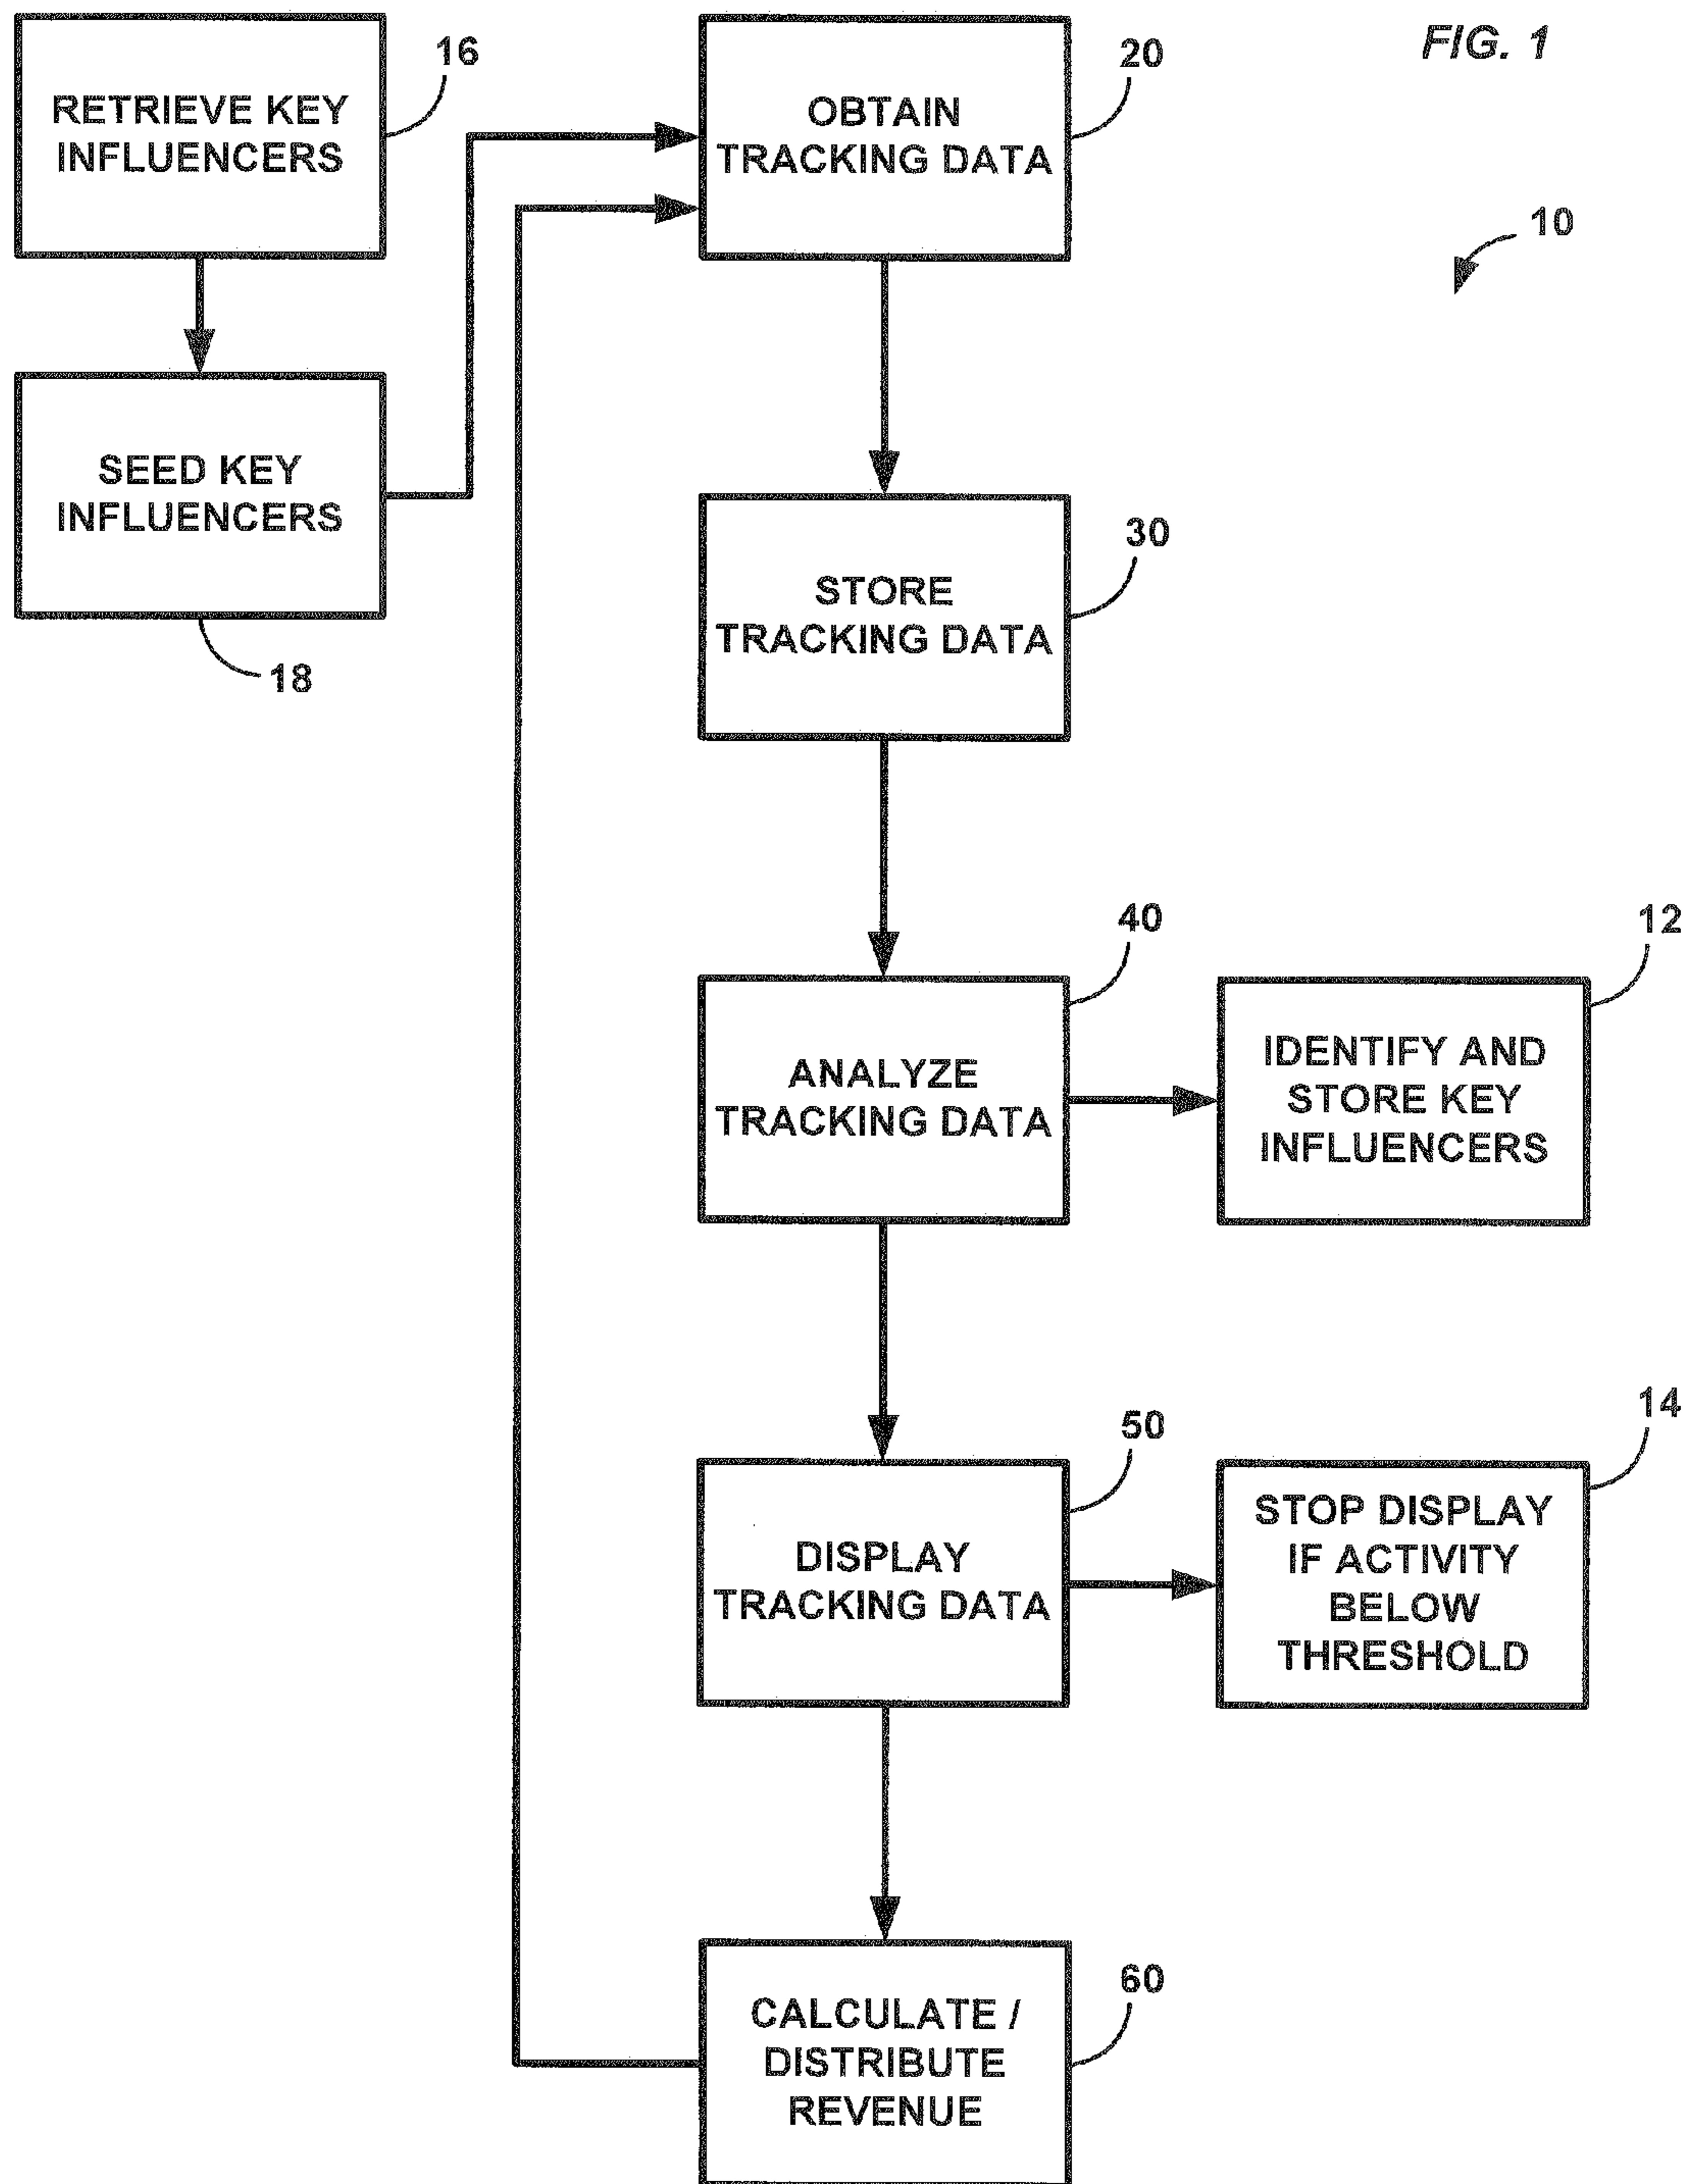 FIG. 1
10
RETRIEVE KEY
INFLUENCERS
16
SEED KEY
INFLUENCERS
18
OBTAIN
TRACKING DATA
20
STORE
TRACKING DATA
30
ANALYZE
TRACKING DATA
40
IDENTIFY AND
STORE KEY
INFLUENCERS
12
DISPLAY
TRACKING DATA
50
STOP DISPLAY
IF ACTIVITY
BELOW
THRESHOLD
14
CALCULATE /
DISTRIBUTE
REVENUE
60